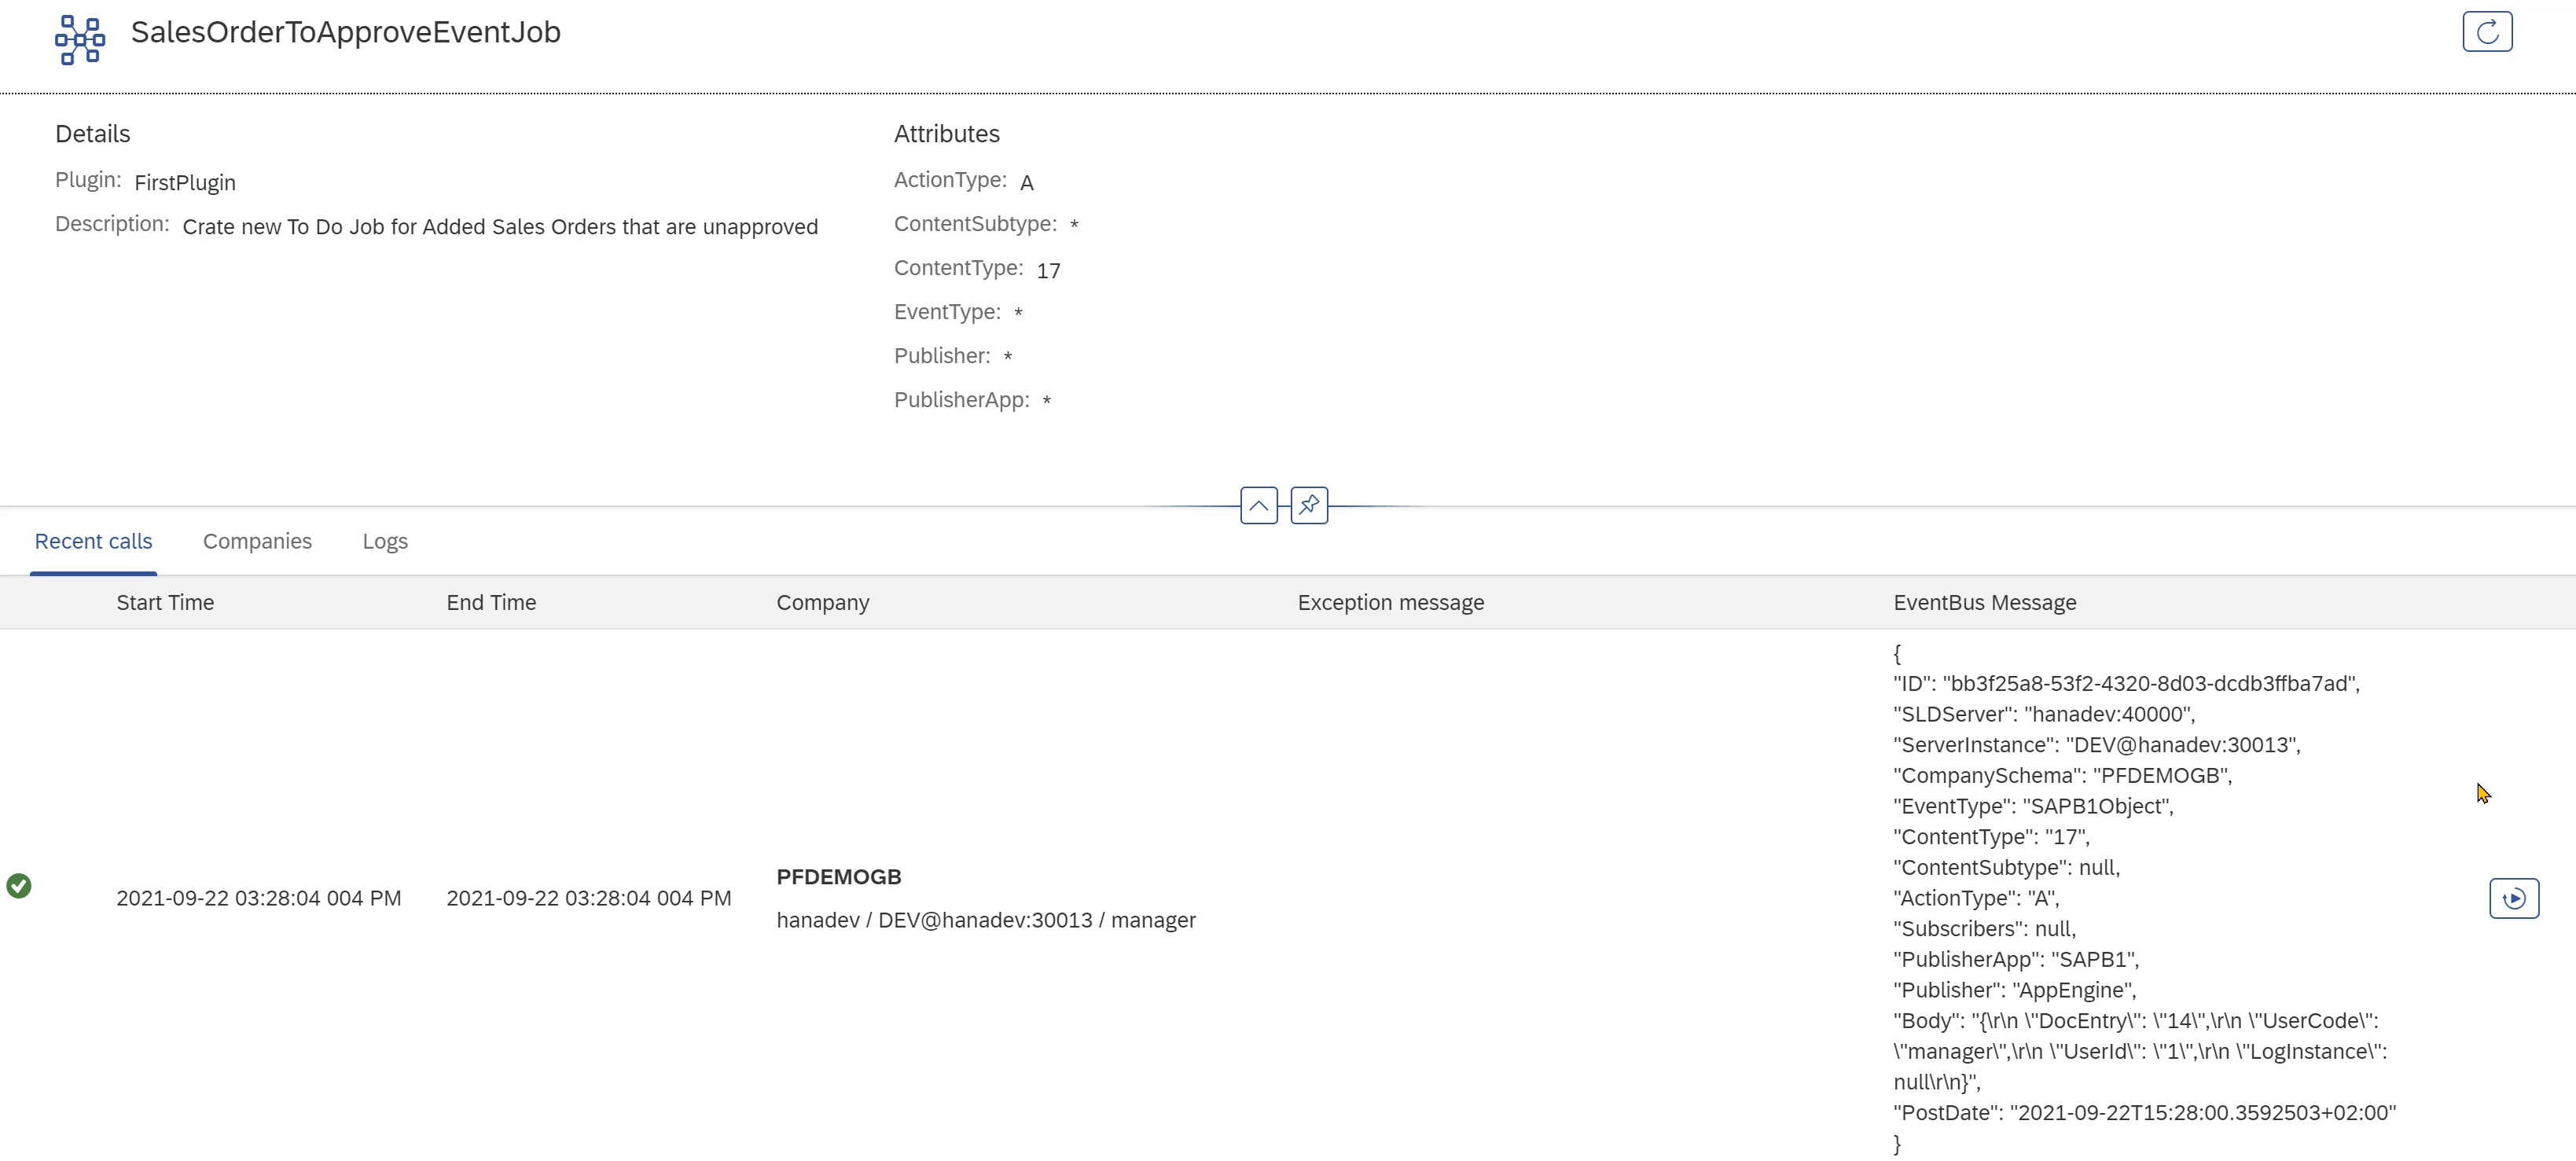 SalesOrderToApproveEventJob
Details
Plugin: FirstPlugin
Description: Crate new To Do Job for Added Sales Orders that are unapproved
Attributes
ActionType: A
ContentSubtype: *
ContentType: 17
EventType: *
Publisher: *
PublisherApp: *
Recent calls Companies Logs
Start Time End Time Company Exception message EventBus Message
2021-09-22 03:28:04 004 PM 2021-09-22 03:28:04 004 PM
PFDEMOGB
hanadev / DEV@hanadev:30013 / manager
{
"ID": "bb3f25a8-53f2-4320-8d03-dcdb3ffba7ad",
"SLDServer": "hanadev:40000",
"ServerInstance": "DEV@hanadev:30013",
"CompanySchema": "PFDEMOGB",
"EventType": "SAPB1Object",
"ContentType": "17",
"ContentSubtype": null,
"ActionType": "A",
"Subscribers": null,
"PublisherApp": "SAPB1",
"Publisher": "AppEngine",
"Body": "{\r\n \"DocEntry\": \"14\",\r\n \"UserCode\":
\"manager\",\r\n \"UserId\": \"1\",\r\n \"LogInstance\":
null\r\n}",
"PostDate": "2021-09-22T15:28:00.3592503+02:00"
}